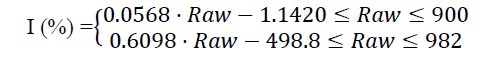 I (%) ={0.0568 · Raw − 1.1420 ≤ Raw ≤ 900
0.6098 · Raw − 498.8 ≤ Raw ≤ 982